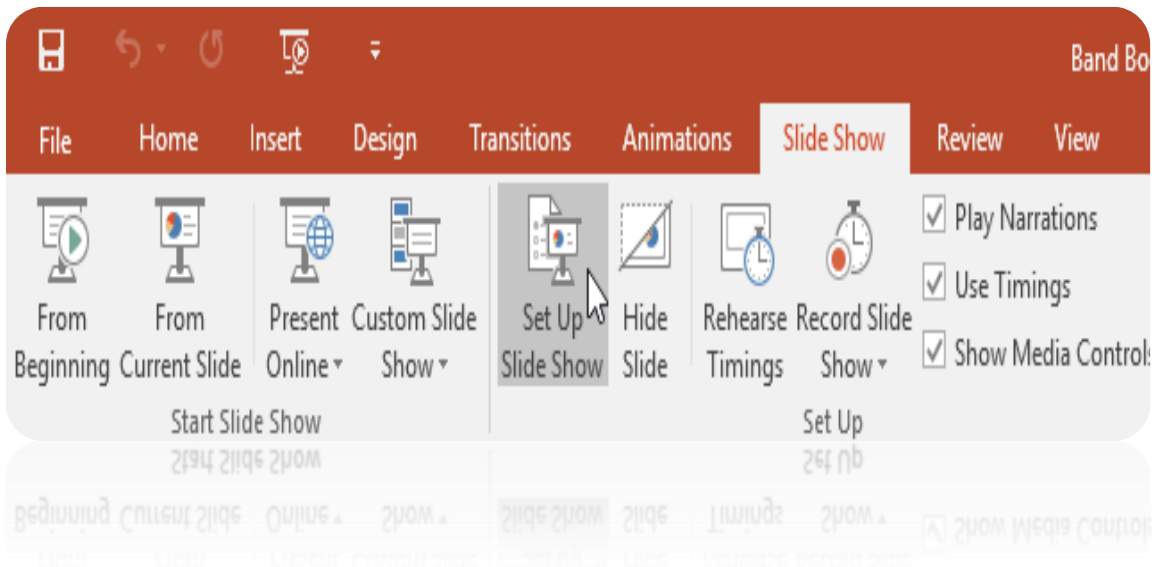 Band Bo
File Home Insert Design Transitions Animations Slide Show Review View
From Beginning
From Current Slide
Present Online
Custom Slide Show
Set Up Slide Show
Hide Slide
Rehearse Timings
Record Slide Show
Play Narrations
Use Timings
Show Media Controls
Start Slide Show
Set Up